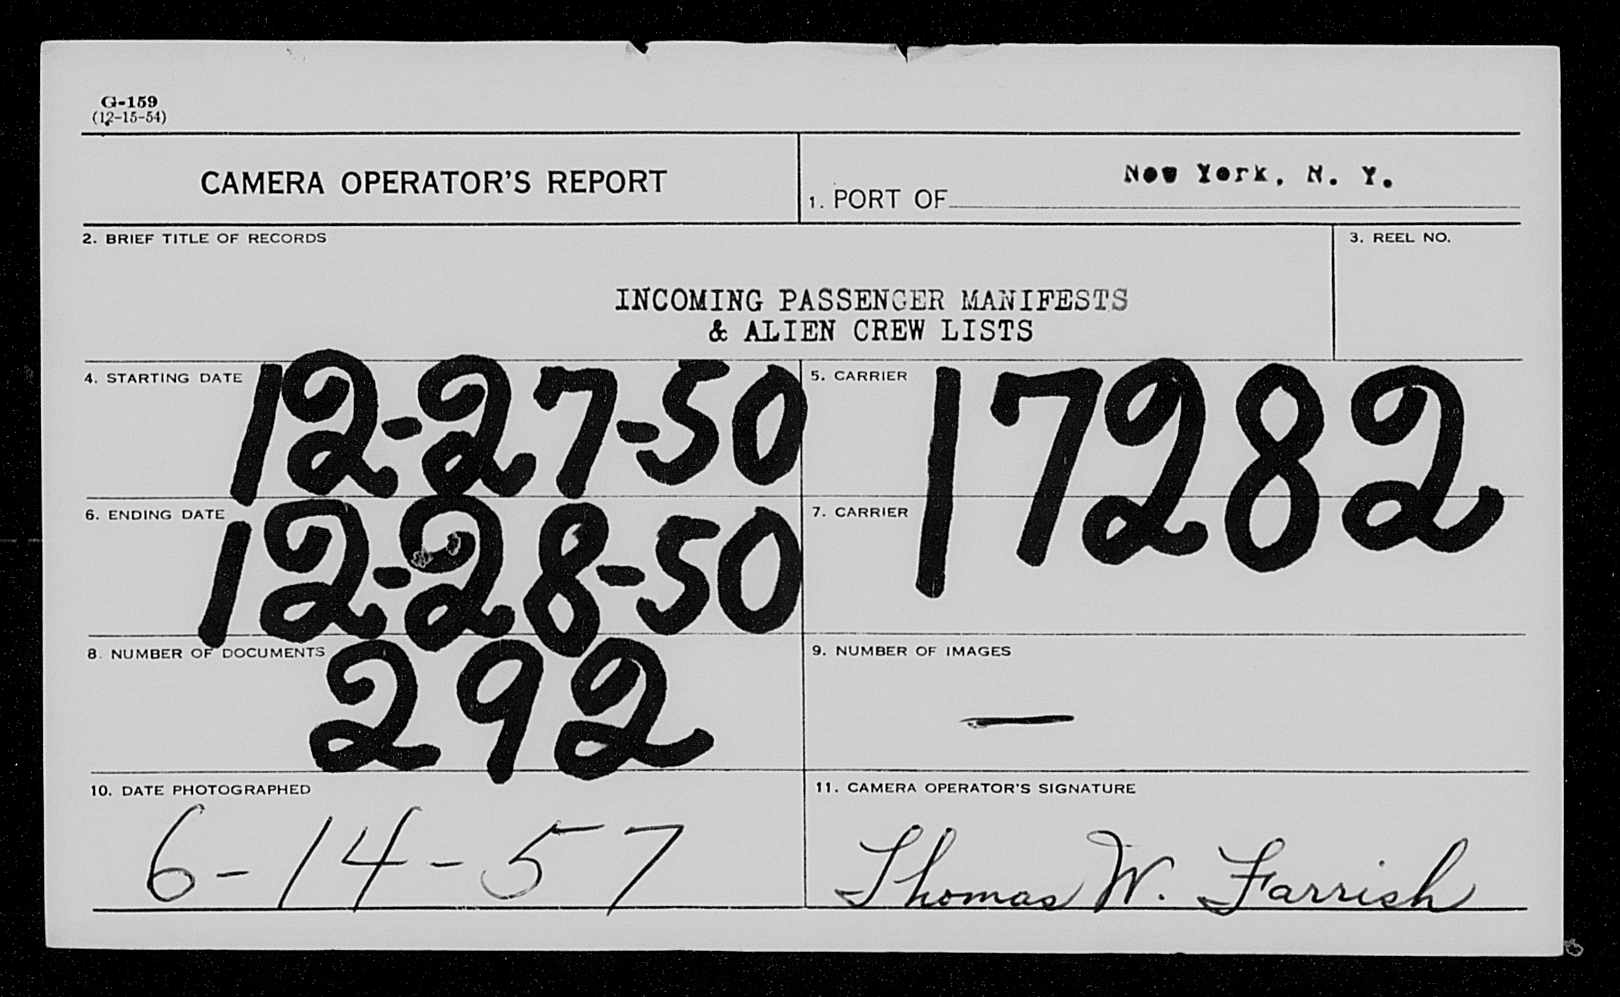 G-159
(12-15-54)
CAMERA OPERATOR'S REPORT
1. PORT OF New York, N. Y.
2. BRIEF TITLE OF RECORDS
3. REEL NO.
INCOMING PASSENGER MANIFESTS
& ALIEN CREW LISTS
4. STARTING DATE 12-27-50
5. CARRIER 17282
6. ENDING DATE 12-28-50
7. CARRIER
8. NUMBER OF DOCUMENTS 292
9. NUMBER OF IMAGES —
10. DATE PHOTOGRAPHED
6-14-57
11. CAMERA OPERATOR'S SIGNATURE
Thomas W. Farrish